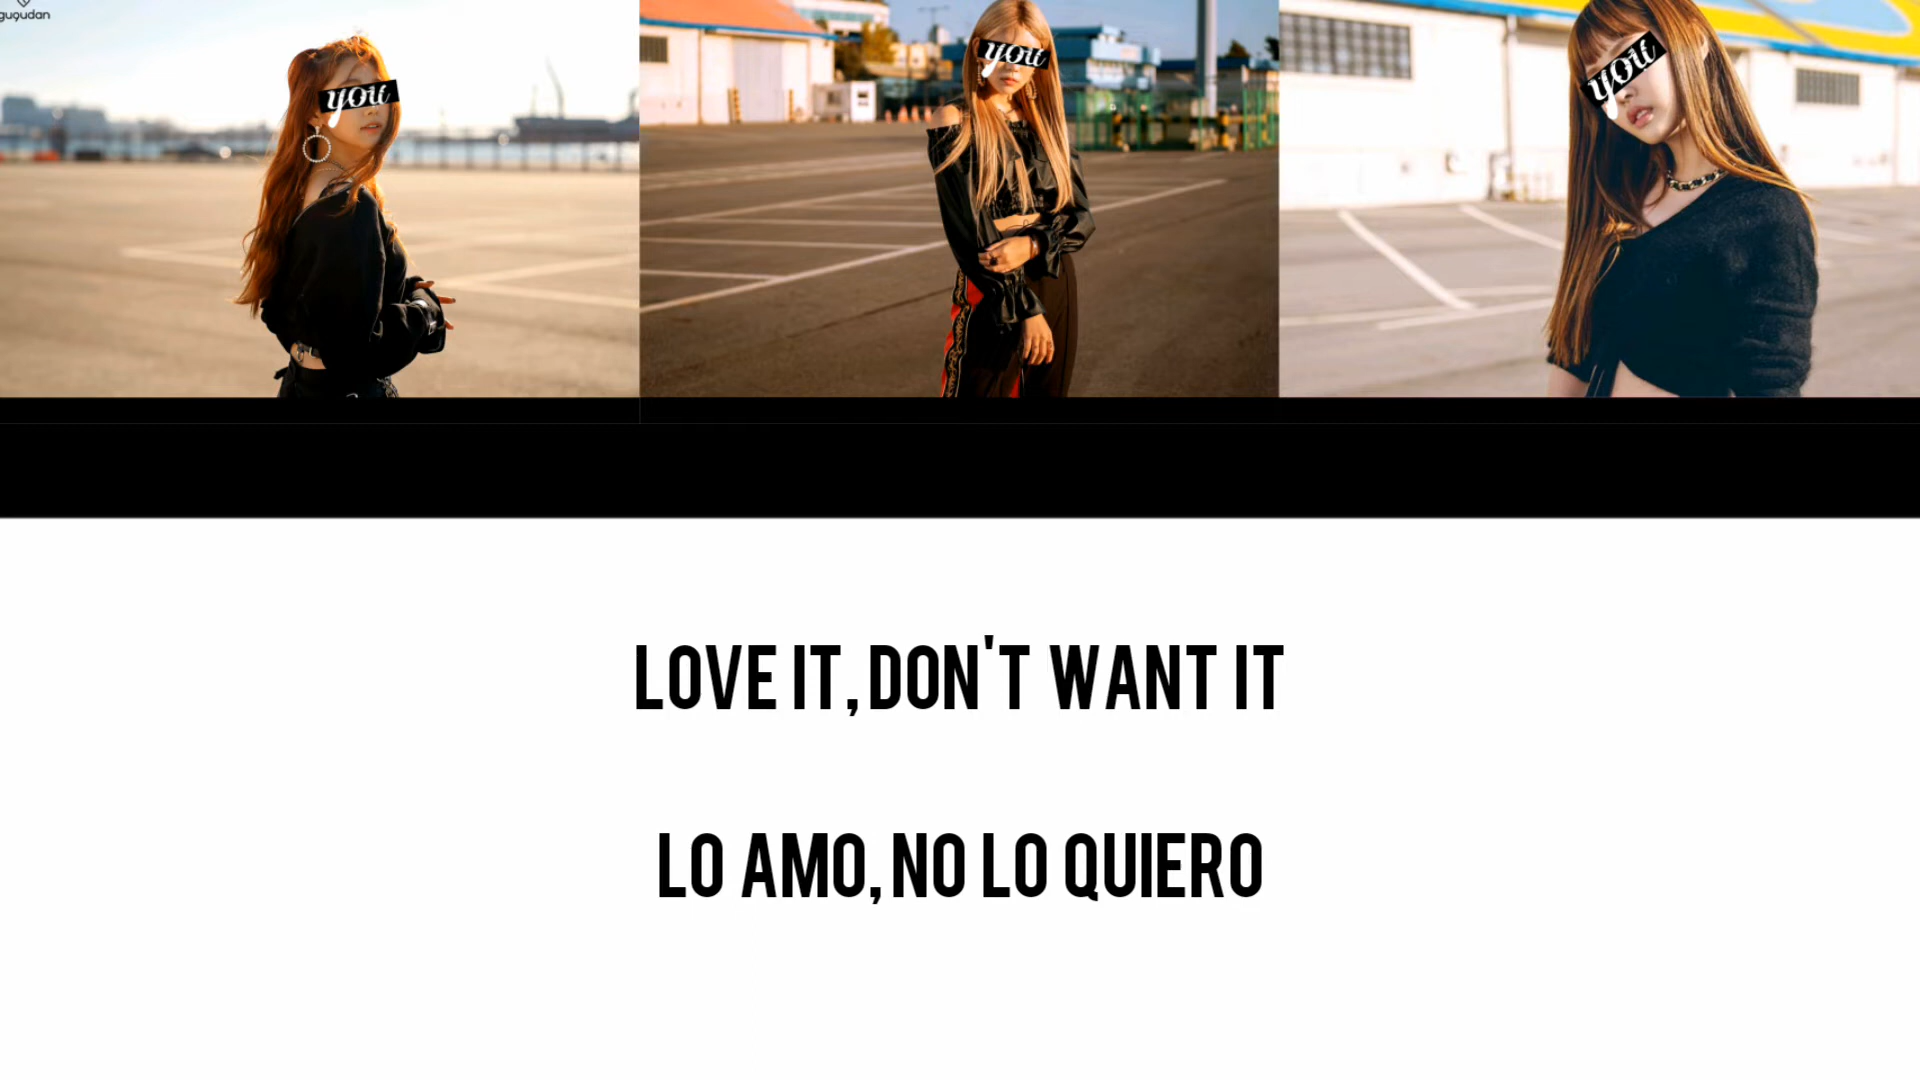 gugudan
you
you
you
LOVE IT, DON'T WANT IT
LO AMO, NO LO QUIERO